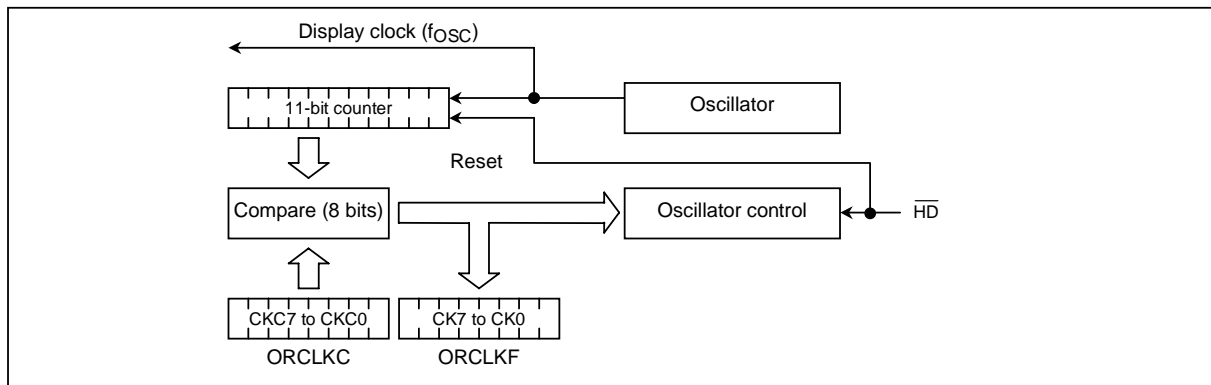 Display clock (fOSC)
11-bit counter
Oscillator
Reset
Compare (8 bits)
Oscillator control
HD
CKC7 to CKC0
CK7 to CK0
ORCLKC
ORCLKF